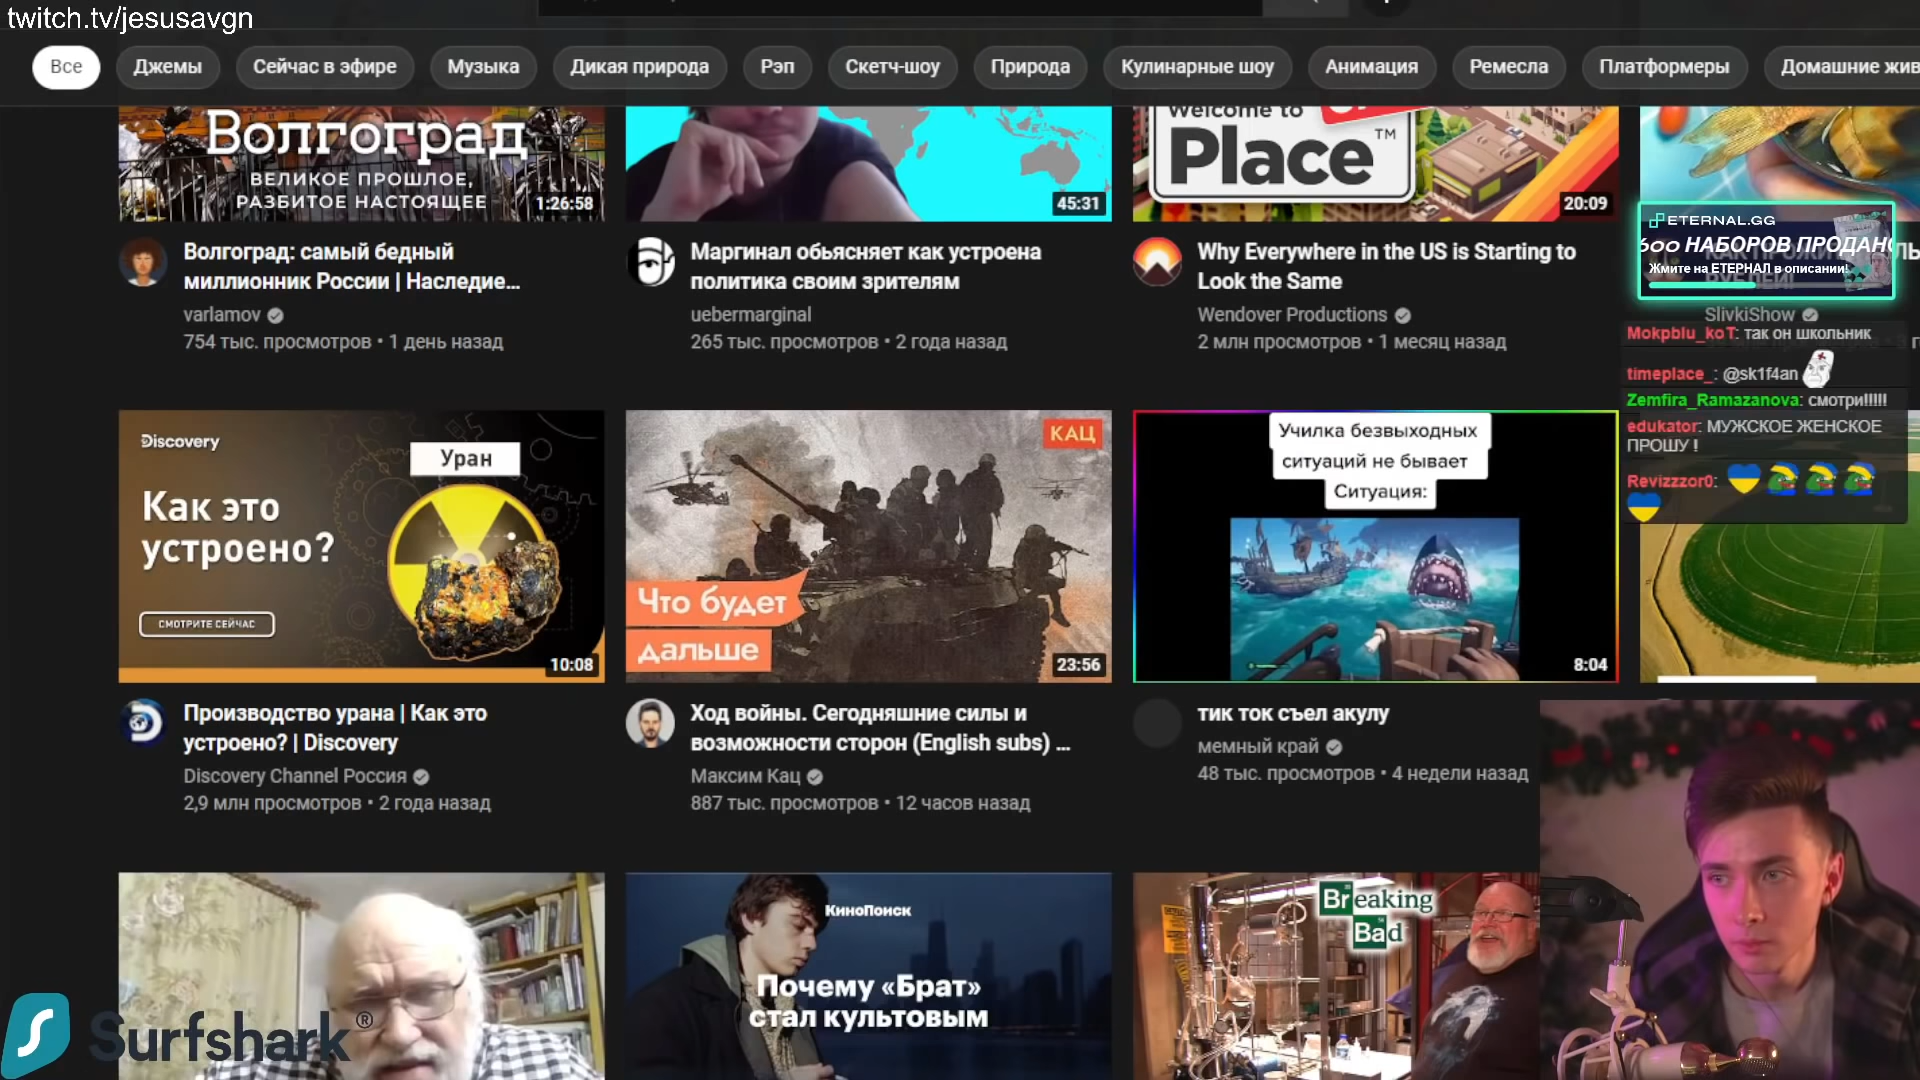 twitch.tv/jesusavgn
Все
Джемы
Сейчас в эфире
Музыка
Дикая природа
Рэп
Скетч-шоу
Природа
Кулинарные шоу
Анимация
Ремесла
Платформеры
Домашние жив
Волгоград
ВЕЛИКОЕ ПРОШЛОЕ,
РАЗБИТОЕ НАСТОЯЩЕЕ
1:26:58
45:31
Welcome to
Place™
20:09
Волгоград: самый бедный
миллионник России | Наследие...
varlamov
754 тыс. просмотров • 1 день назад
Маргинал обьясняет как устроена
политика своим зрителям
uebermarginal
265 тыс. просмотров • 2 года назад
Why Everywhere in the US is Starting to
Look the Same
Wendover Productions
2 млн просмотров • 1 месяц назад
ETERNAL.GG
600 НАБОРОВ ПРОДАНО
Жмите на ЕТЕРНАЛ в описании!
SlivkiShow
Mokpblu_koT: так он школьник
timeplace_: @sk1f4an
Zemfira_Ramazanova: смотри!!!!!
edukator: МУЖСКОЕ ЖЕНСКОЕ
ПРОШУ !
Revizzzor0:
Discovery
Уран
Как это
устроено?
СМОТРИТЕ СЕЙЧАС
10:08
КАЦ
Что будет
дальше
23:56
Училка безвыходных
ситуаций не бывает
Ситуация:
8:04
Производство урана | Как это
устроено? | Discovery
Discovery Channel Россия
2,9 млн просмотров • 2 года назад
Ход войны. Сегодняшние силы и
возможности сторон (English subs) ...
Максим Кац
887 тыс. просмотров • 12 часов назад
тик ток съел акулу
мемный край
48 тыс. просмотров • 4 недели назад
КиноПоиск
Почему «Брат»
стал культовым
Breaking
Bad
Surfshark®